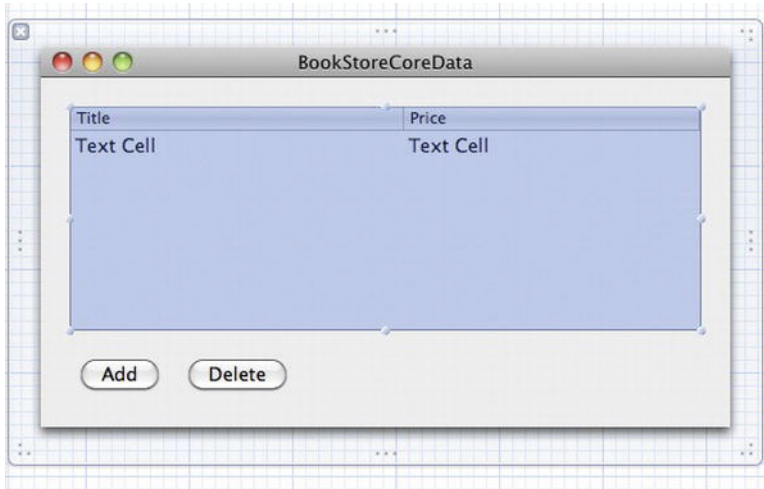 BookStoreCoreData
Title Price
Text Cell Text Cell
Add Delete